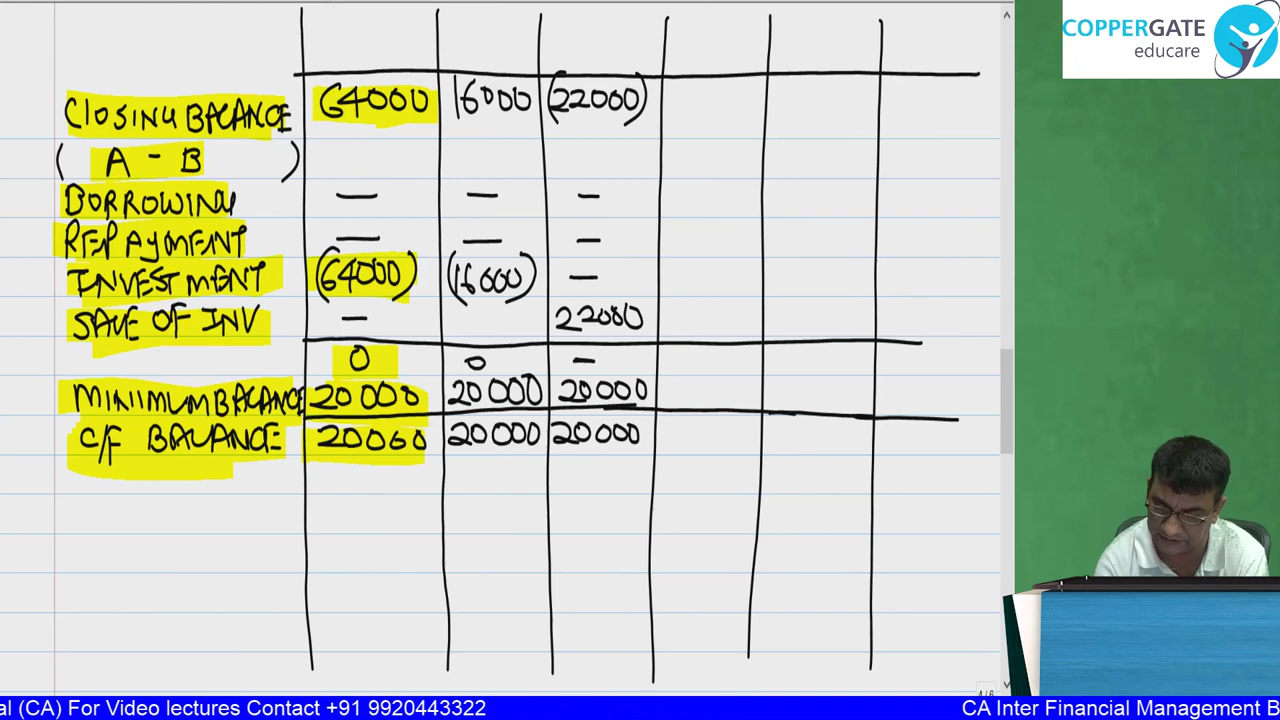 COPPERGATE
educare
CLOSING BALANCE 64000 16000 (22000)
( A - B )
BORROWING — — —
REPAYMENT — — —
INVESTMENT (64000) (16000) —
SALE OF INV — 22000
0 0 —
MINIMUM BALANCE 20000 20000 20000
C/F BALANCE 20000 20000 20000
4/6
al (CA) For Video lectures Contact +91 9920443322 CA Inter Financial Management B